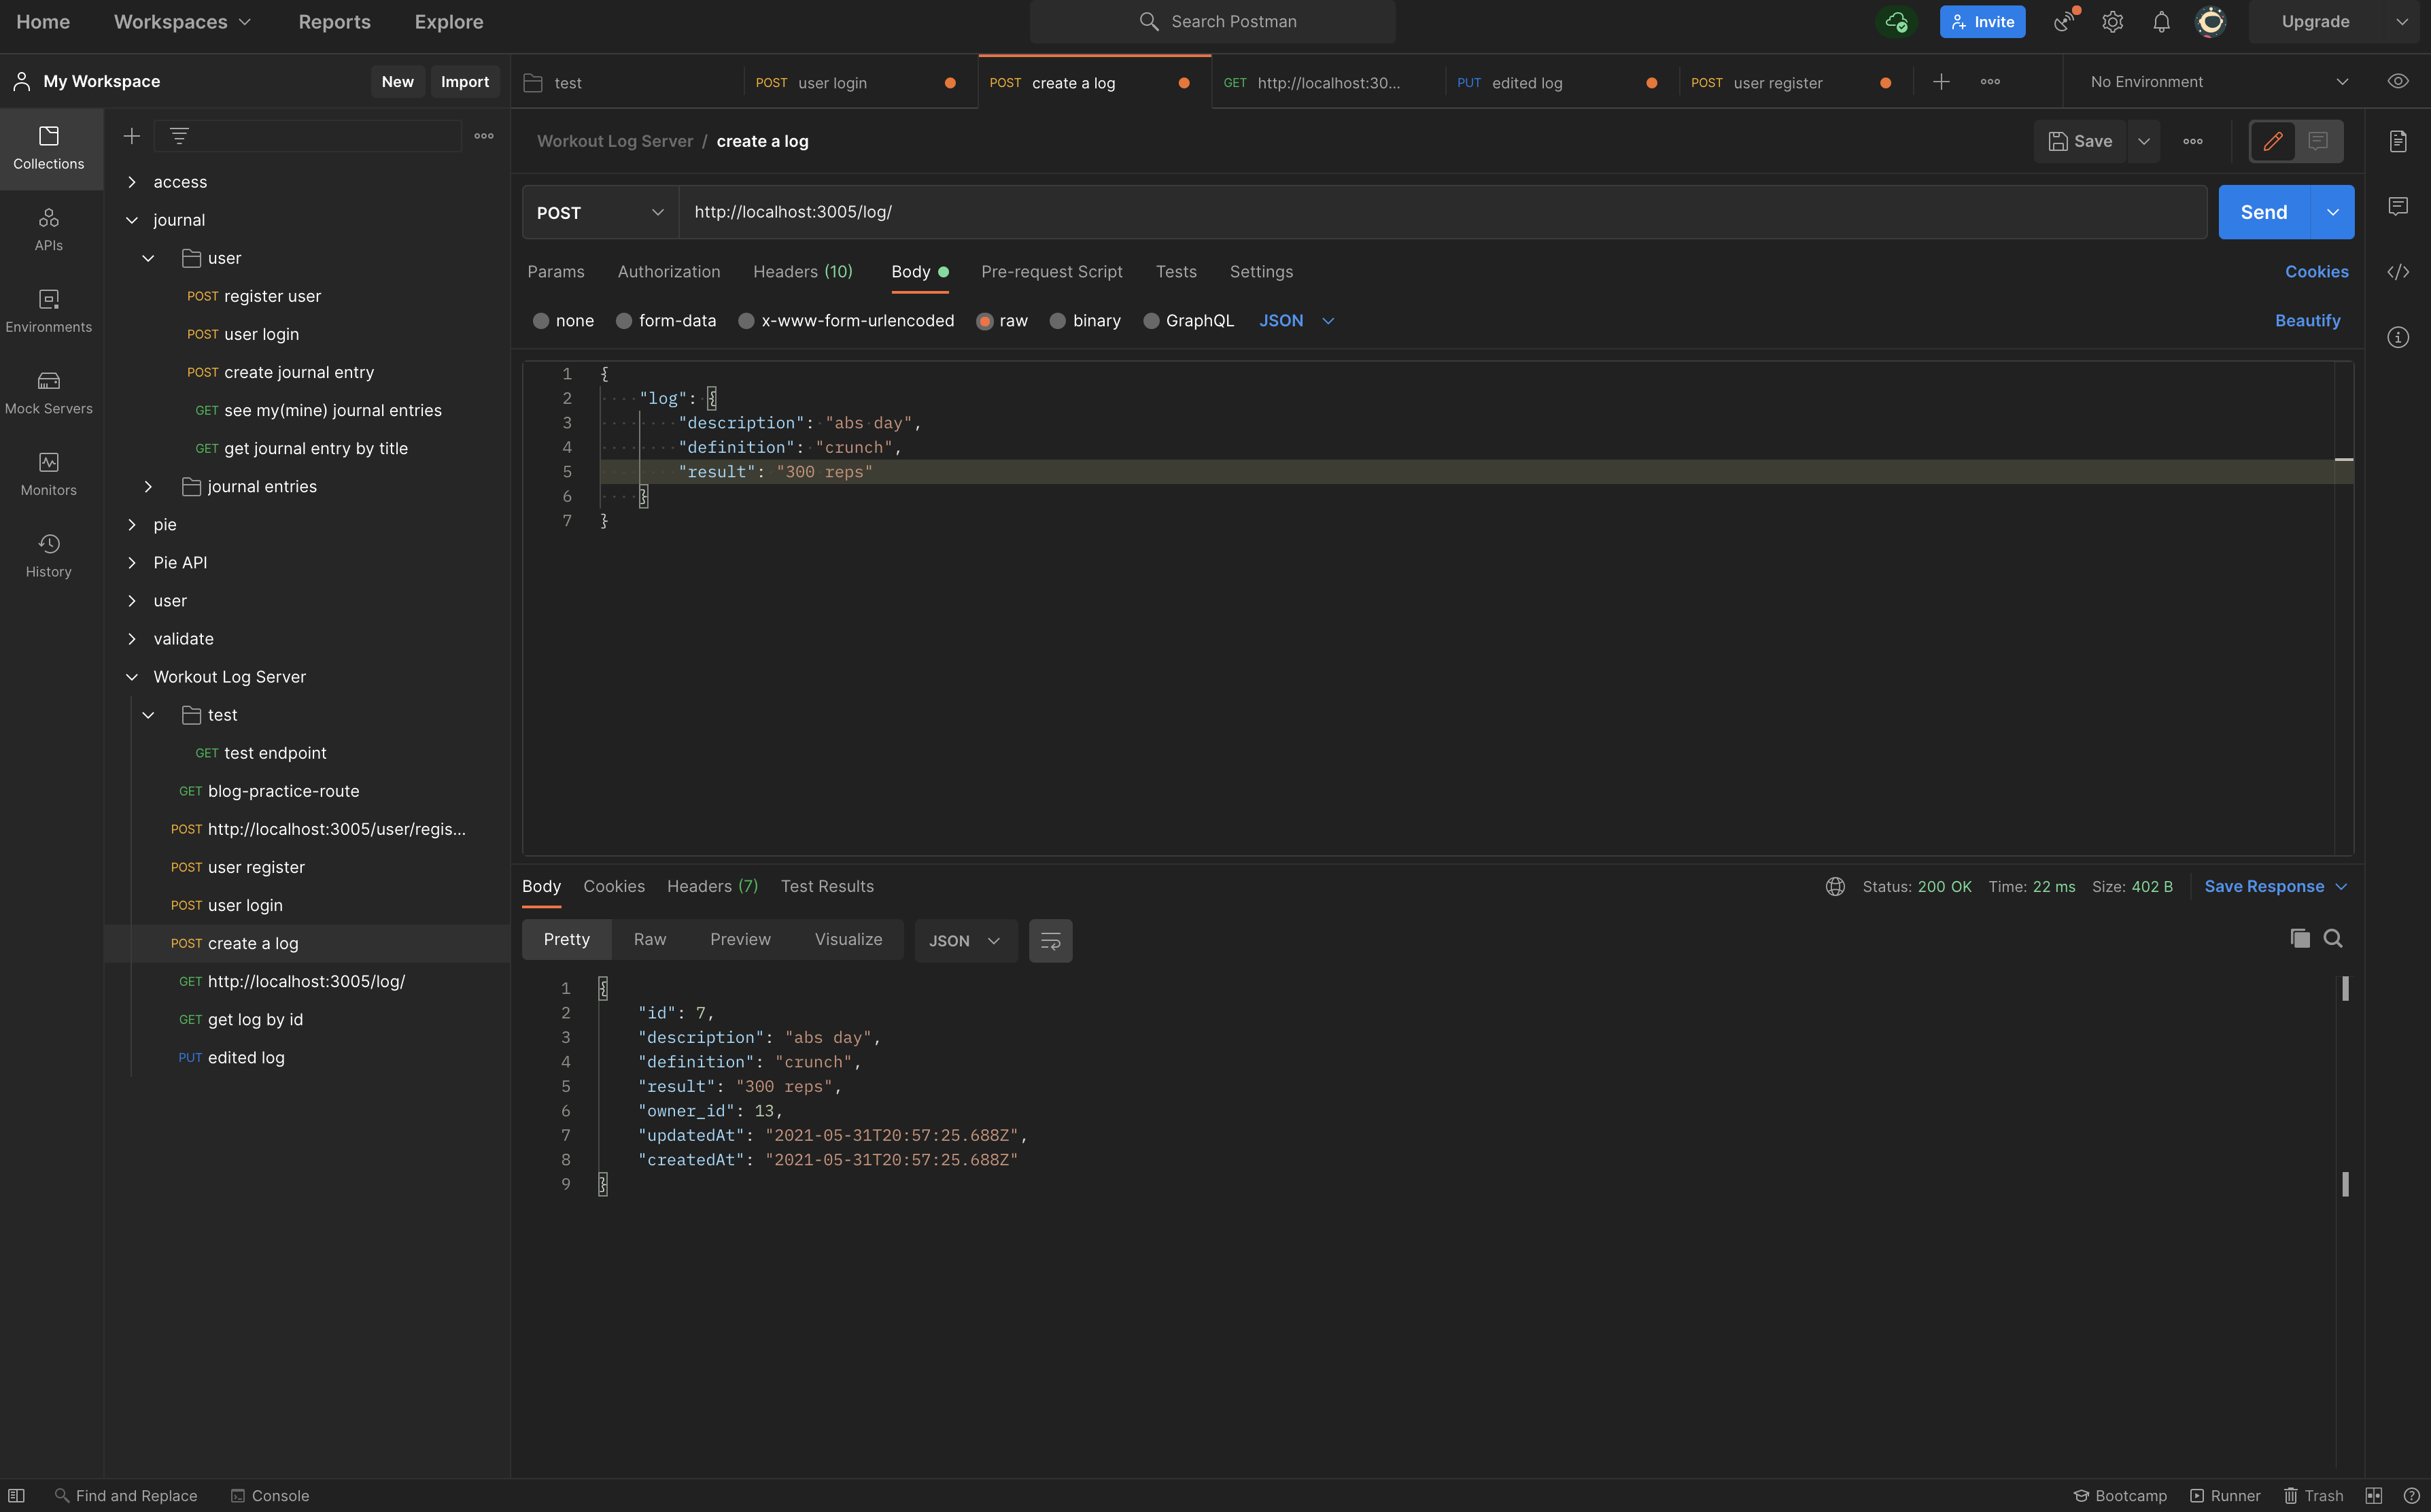 Home Workspaces Reports Explore Search Postman Invite Upgrade
My Workspace New Import
test POST user login POST create a log GET http://localhost:30... PUT edited log POST user register No Environment
Collections
APIs
Environments
Mock Servers
Monitors
History
access
journal
user
POST register user
POST user login
POST create journal entry
GET see my(mine) journal entries
GET get journal entry by title
journal entries
pie
Pie API
user
validate
Workout Log Server
test
GET test endpoint
GET blog-practice-route
POST http://localhost:3005/user/regis...
POST user register
POST user login
POST create a log
GET http://localhost:3005/log/
GET get log by id
PUT edited log
Workout Log Server / create a log Save
POST http://localhost:3005/log/ Send
Params Authorization Headers (10) Body Pre-request Script Tests Settings Cookies
none form-data x-www-form-urlencoded raw binary GraphQL JSON Beautify
1 {
2 "log": {
3 "description": "abs day",
4 "definition": "crunch",
5 "result": "300 reps"
6 }
7 }
Body Cookies Headers (7) Test Results Status: 200 OK Time: 22 ms Size: 402 B Save Response
Pretty Raw Preview Visualize JSON
1 {
2 "id": 7,
3 "description": "abs day",
4 "definition": "crunch",
5 "result": "300 reps",
6 "owner_id": 13,
7 "updatedAt": "2021-05-31T20:57:25.688Z",
8 "createdAt": "2021-05-31T20:57:25.688Z"
9 }
Find and Replace Console Bootcamp Runner Trash